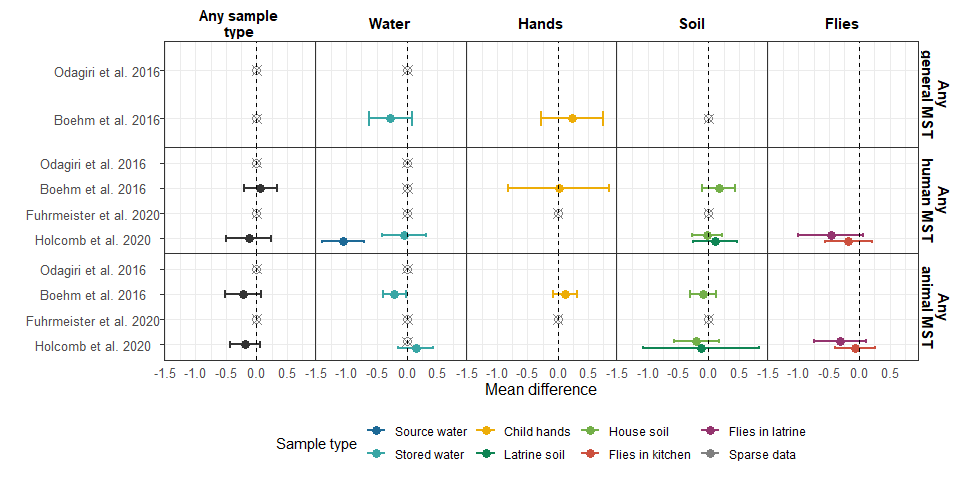 Any sample
type
Water
Hands
Soil
Flies
Odagiri et al. 2016
Boehm et al. 2016
Any
general MST
Odagiri et al. 2016
Boehm et al. 2016
Fuhrmeister et al. 2020
Holcomb et al. 2020
Any
human MST
Odagiri et al. 2016
Boehm et al. 2016
Fuhrmeister et al. 2020
Holcomb et al. 2020
Any
animal MST
-1.5 -1.0 -0.5 0.0 0.5 -1.5 -1.0 -0.5 0.0 0.5 -1.5 -1.0 -0.5 0.0 0.5 -1.5 -1.0 -0.5 0.0 0.5 -1.5 -1.0 -0.5 0.0 0.5
Mean difference
Sample type
Source water
Child hands
House soil
Flies in latrine
Stored water
Latrine soil
Flies in kitchen
Sparse data